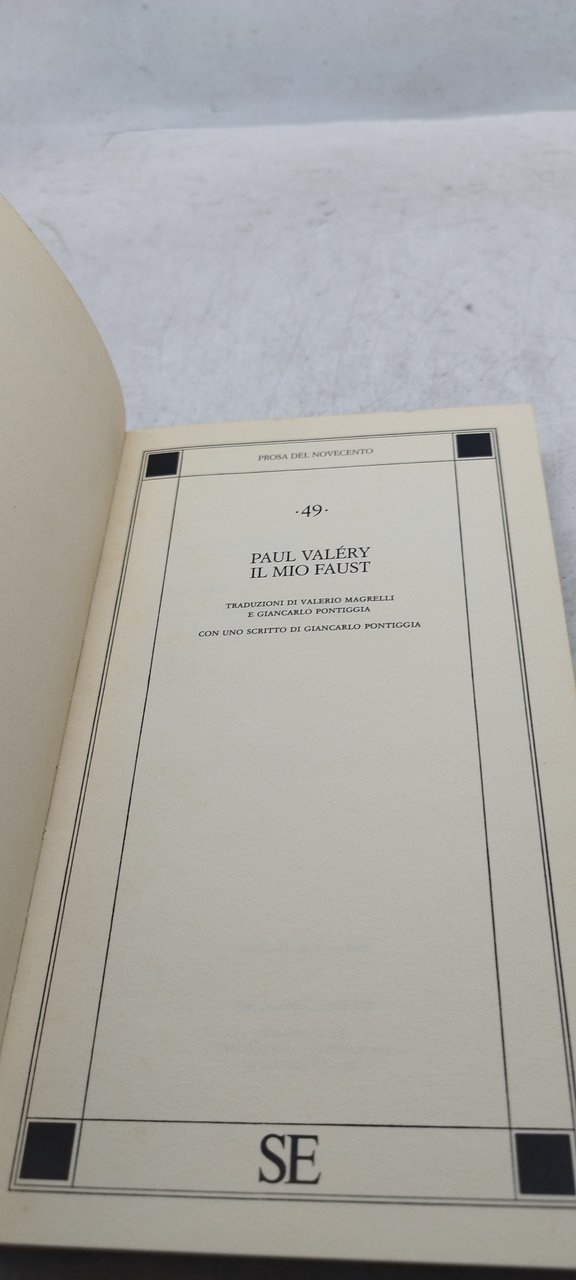 PROSA DEL NOVECENTO
·49·
PAUL VALÉRY
IL MIO FAUST
TRADUZIONI DI VALERIO MAGRELLI
E GIANCARLO PONTIGGIA
CON UNO SCRITTO DI GIANCARLO PONTIGGIA
SE